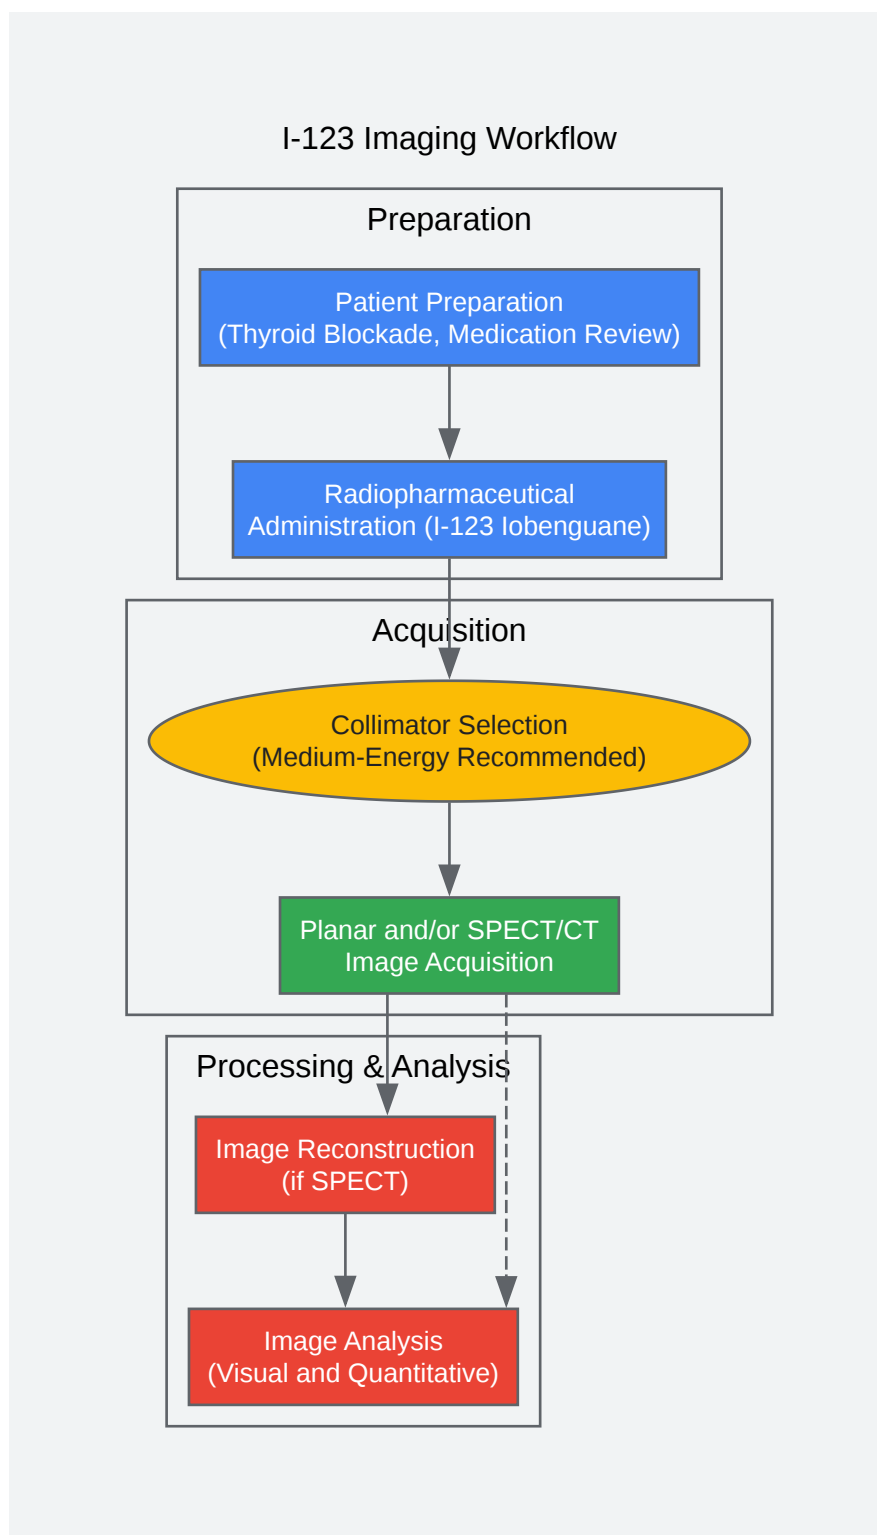 I-123 Imaging Workflow
Preparation
Patient Preparation
(Thyroid Blockade, Medication Review)
Radiopharmaceutical
Administration (I-123 Iobenguane)
Acquisition
Collimator Selection
(Medium-Energy Recommended)
Planar and/or SPECT/CT
Image Acquisition
Processing & Analysis
Image Reconstruction
(if SPECT)
Image Analysis
(Visual and Quantitative)